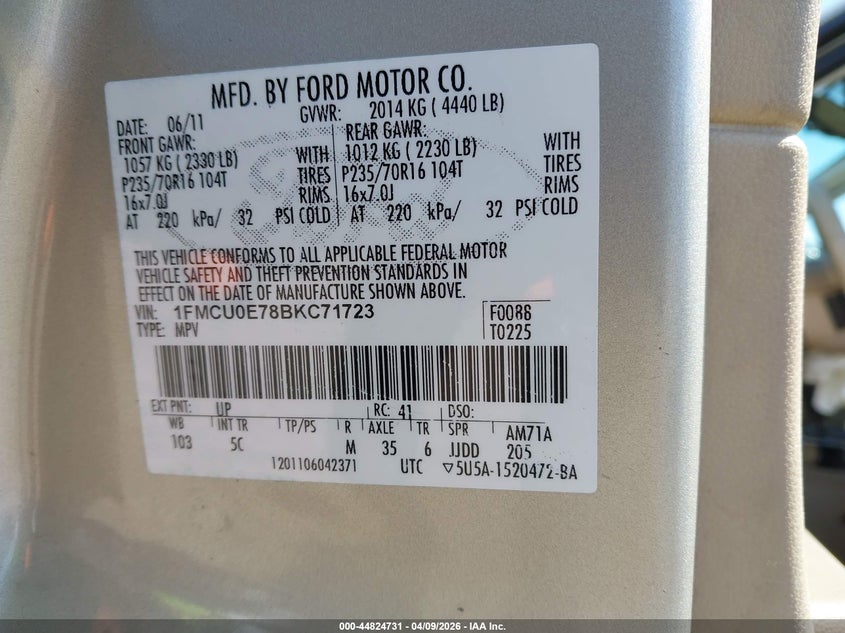 MFD. BY FORD MOTOR CO.
DATE: 06/11 GVWR: 2014 KG ( 4440 LB)
FRONT GAWR: REAR GAWR:
1057 KG ( 2330 LB) WITH 1012 KG ( 2230 LB) WITH
P235/70R16 104T TIRES P235/70R16 104T TIRES
16x7.0J RIMS 16x7.0J RIMS
AT 220 kPa/ 32 PSI COLD AT 220 kPa/ 32 PSI COLD
THIS VEHICLE CONFORMS TO ALL APPLICABLE FEDERAL MOTOR
VEHICLE SAFETY AND THEFT PREVENTION STANDARDS IN
EFFECT ON THE DATE OF MANUFACTURE SHOWN ABOVE.
VIN: 1FMCU0E78BKC71723 F0086
TYPE: MPV T0225
EXT PNT: UP RC: 41 DSO:
WB INT TR TP/PS R AXLE TR SPR AM71A
103 5C M 35 6 JJDD 205
1201106042371 UTC ▽5U5A-1520472-BA
000-44824731 - 04/09/2026 - IAA Inc.